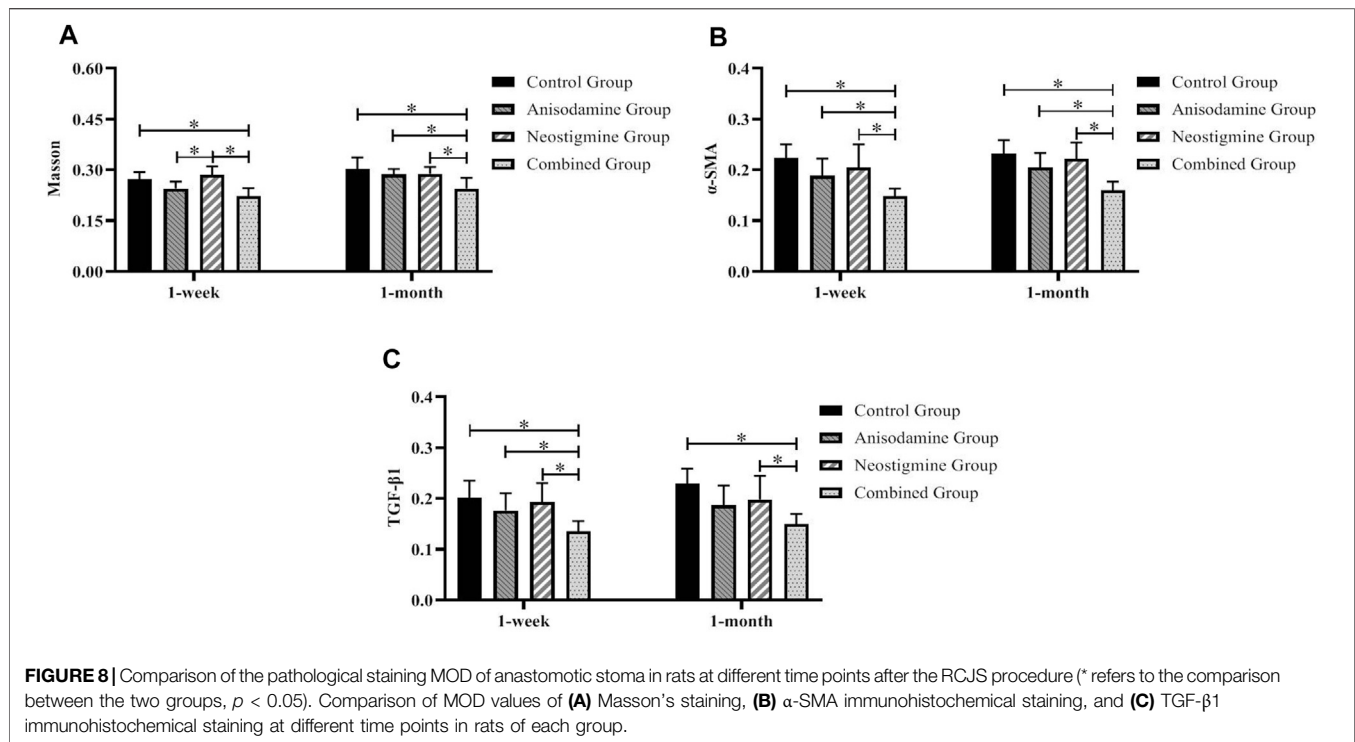 A
0.60
0.45
0.30
0.15
0.00
Masson
* * * *
* * *
1-week 1-month
Control Group
Anisodamine Group
Neostigmine Group
Combined Group
B
0.4
0.3
0.2
0.1
0.0
α-SMA
* * *
* * *
1-week 1-month
Control Group
Anisodamine Group
Neostigmine Group
Combined Group
C
0.4
0.3
0.2
0.1
0.0
TGF-β1
* * *
* *
1-week 1-month
Control Group
Anisodamine Group
Neostigmine Group
Combined Group
FIGURE 8 | Comparison of the pathological staining MOD of anastomotic stoma in rats at different time points after the RCJS procedure (* refers to the comparison
between the two groups, p < 0.05). Comparison of MOD values of (A) Masson's staining, (B) α-SMA immunohistochemical staining, and (C) TGF-β1
immunohistochemical staining at different time points in rats of each group.